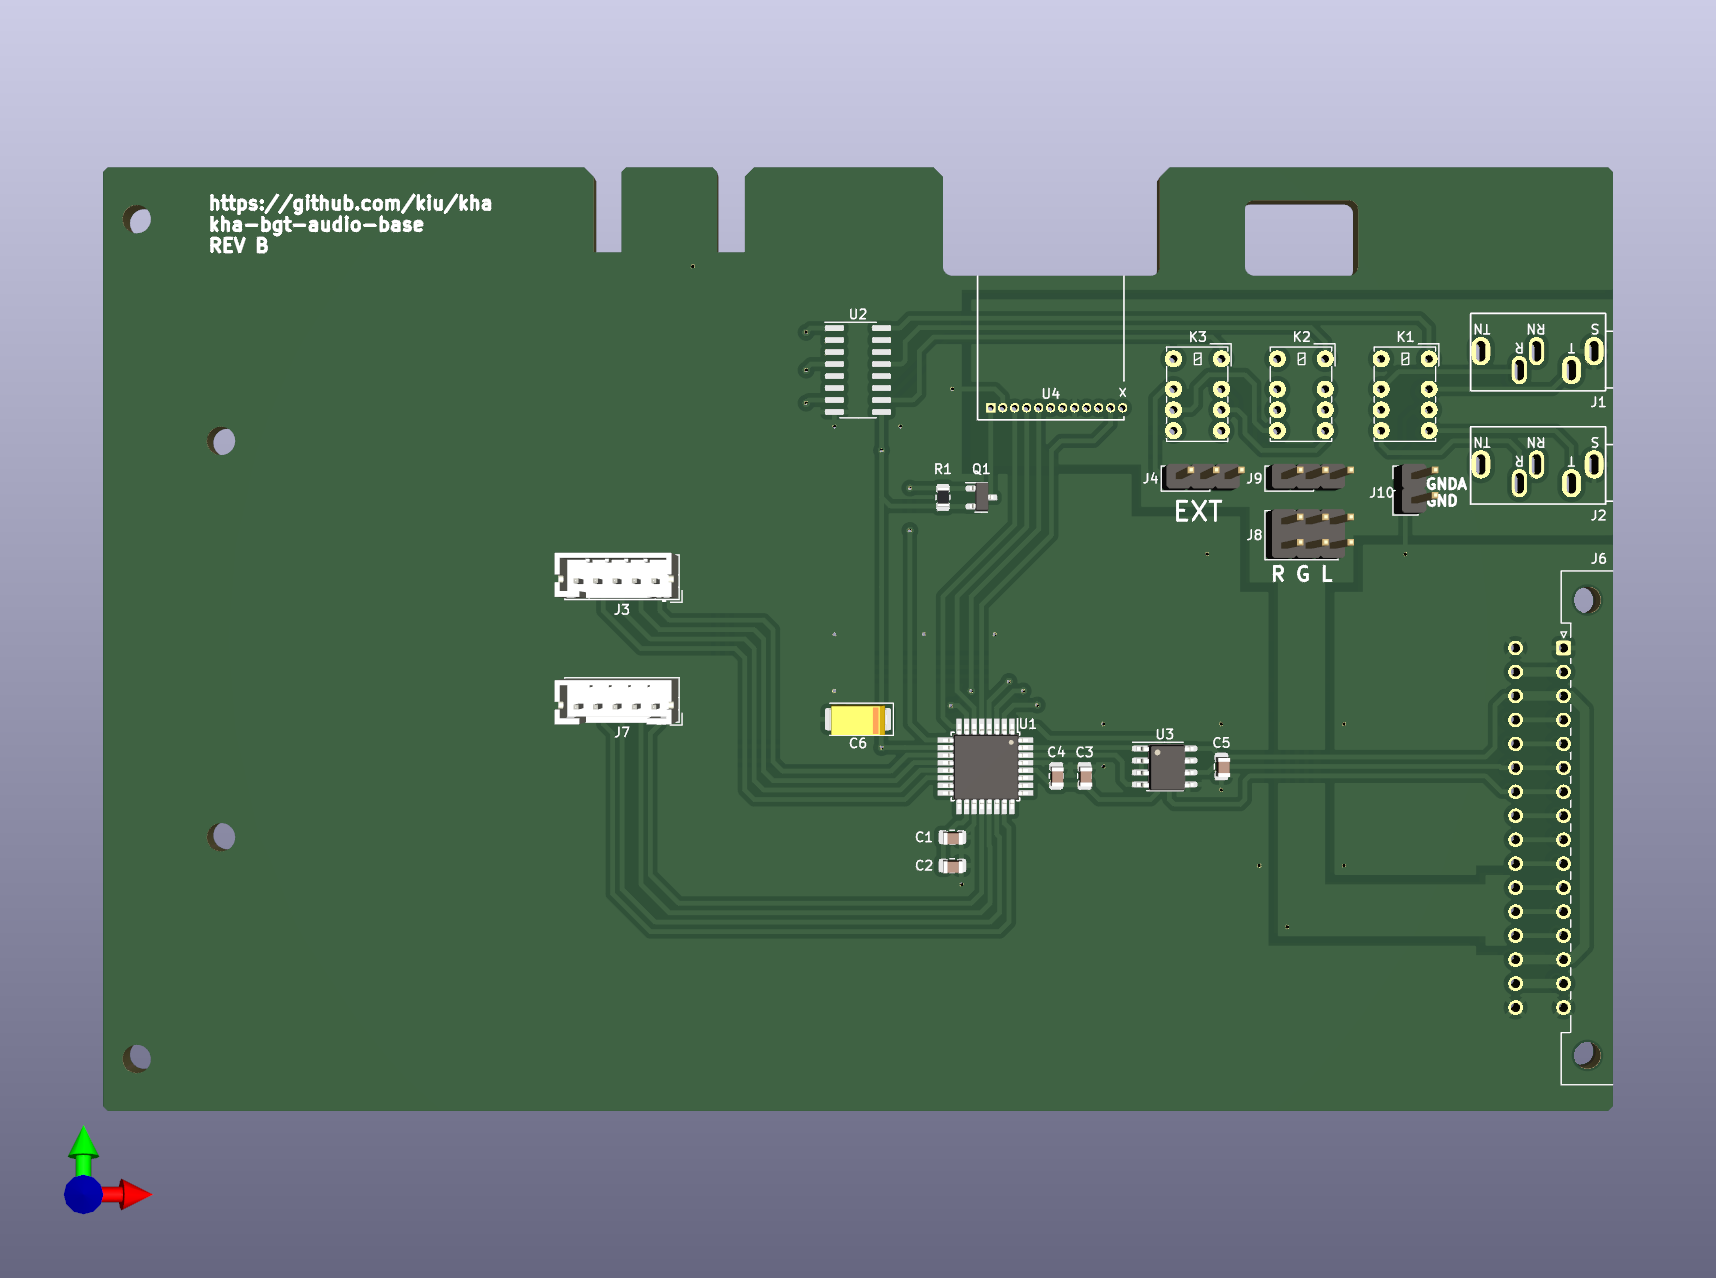 https://github.com/kiu/kha
kha-bgt-audio-base
REV B
U2
K3
K2
K1
TN
RN
S
R
T
J1
U4
X
TN
RN
S
R
T
J2
R1
Q1
J4
J9
J10
GNDA
GND
EXT
J8
R G L
J6
J3
J7
C6
U1
C4
C3
U3
C5
C1
C2